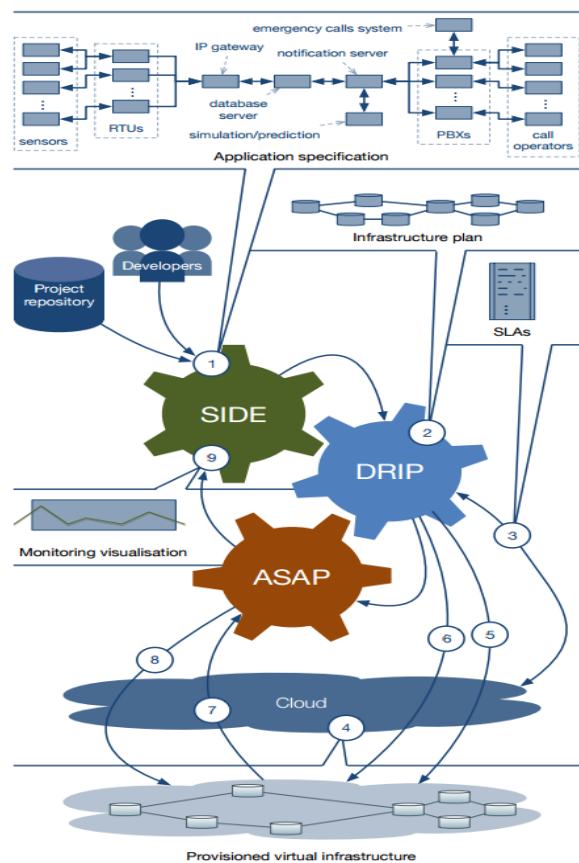 emergency calls system
IP gateway
notification server
sensors
RTUs
database
server
simulation/prediction
PBXs
call
operators
Application specification
Developers
Project
repository
Infrastructure plan
SLAs
1
SIDE
2
DRIP
9
3
Monitoring visualisation
ASAP
6
5
8
7
Cloud
4
Provisioned virtual infrastructure